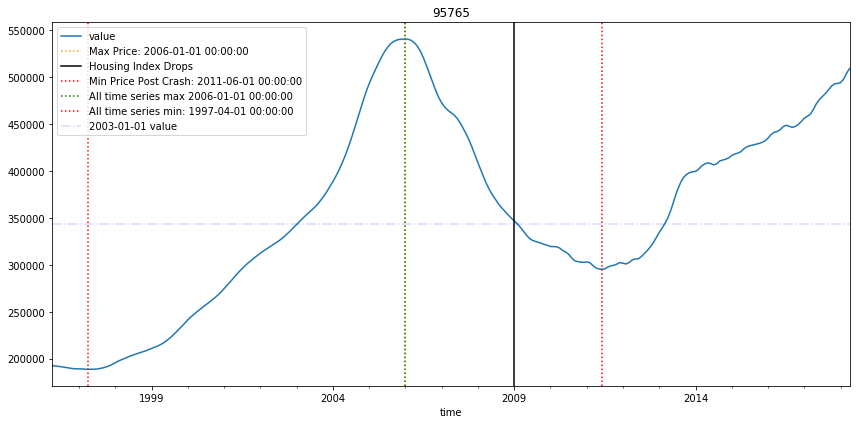 95765
550000
500000
450000
400000
350000
300000
250000
200000
value
Max Price: 2006-01-01 00:00:00
Housing Index Drops
Min Price Post Crash: 2011-06-01 00:00:00
All time series max 2006-01-01 00:00:00
All time series min: 1997-04-01 00:00:00
2003-01-01 value
1999 2004 2009 2014
time